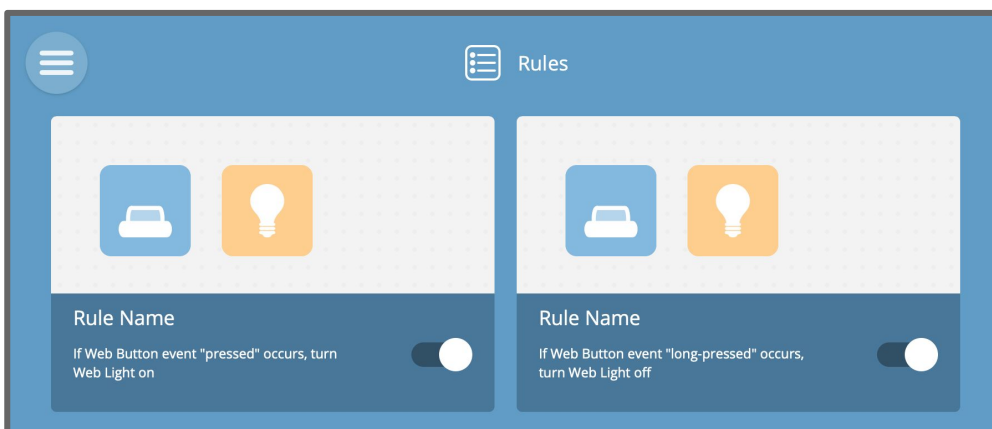 Rules
Rule Name
If Web Button event "pressed" occurs, turn
Web Light on
Rule Name
If Web Button event "long-pressed" occurs,
turn Web Light off